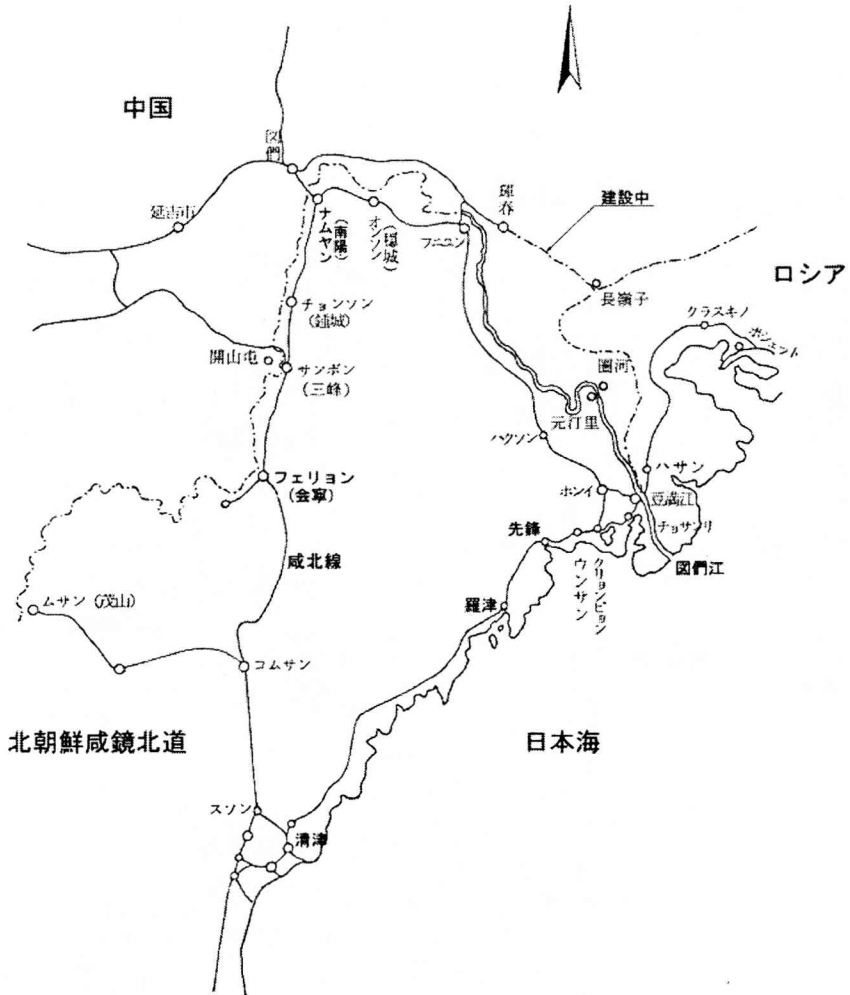 中国
図們
延吉市
ナムヤン
(南陽)
オンソン
(穏城)
フニュン
琿春
建設中
ロシア
長嶺子
クラスキノ
チョンソン
(鍾城)
開山屯
サンボン
(三峰)
圏河
元汀里
ハクソン
ハサン
フェリョン
(会寧)
ホンイ
豆満江
チョサンリ
先鋒
図們江
咸北線
クリョンピョン
ウンサン
羅津
ムサン(茂山)
コムサン
北朝鮮咸鏡北道
日本海
スソン
清津